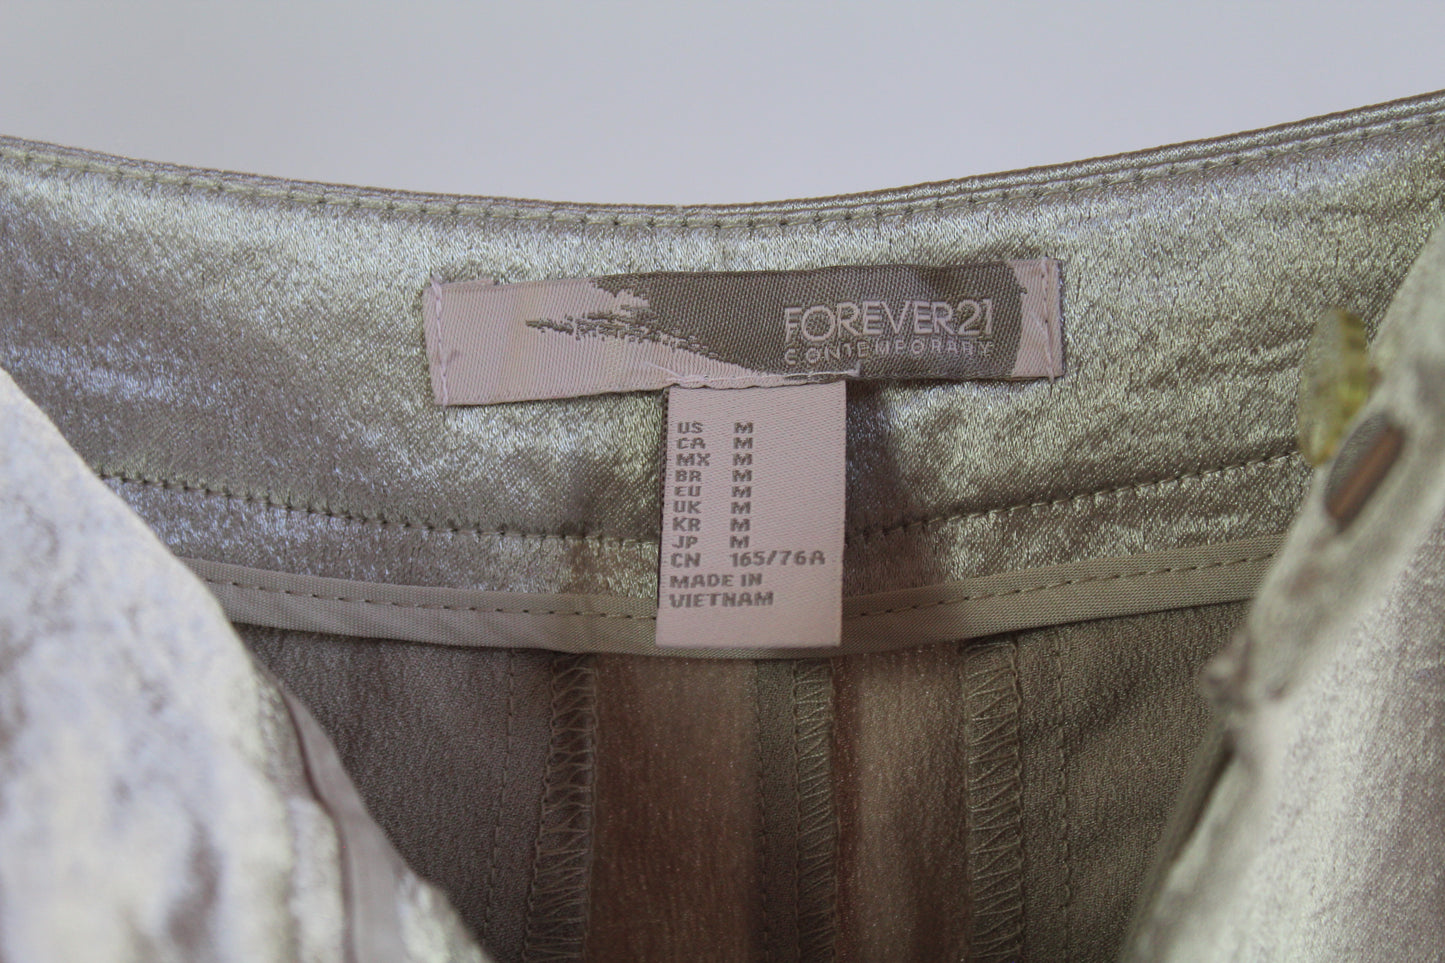 FOREVER21
CONTEMPORARY
US M
CA M
MX M
BR M
EU M
UK M
KR M
JP M
CN 165/76A
MADE IN
VIETNAM